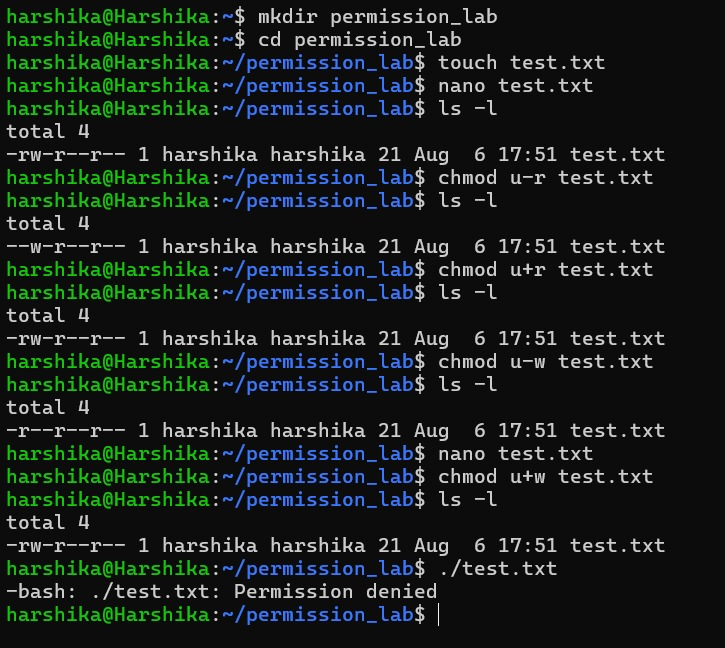 harshika@Harshika:~$ mkdir permission_lab
harshika@Harshika:~$ cd permission_lab
harshika@Harshika:~/permission_lab$ touch test.txt
harshika@Harshika:~/permission_lab$ nano test.txt
harshika@Harshika:~/permission_lab$ ls -l
total 4
-rw-r--r-- 1 harshika harshika 21 Aug  6 17:51 test.txt
harshika@Harshika:~/permission_lab$ chmod u-r test.txt
harshika@Harshika:~/permission_lab$ ls -l
total 4
--w-r--r-- 1 harshika harshika 21 Aug  6 17:51 test.txt
harshika@Harshika:~/permission_lab$ chmod u+r test.txt
harshika@Harshika:~/permission_lab$ ls -l
total 4
-rw-r--r-- 1 harshika harshika 21 Aug  6 17:51 test.txt
harshika@Harshika:~/permission_lab$ chmod u-w test.txt
harshika@Harshika:~/permission_lab$ ls -l
total 4
-r--r--r-- 1 harshika harshika 21 Aug  6 17:51 test.txt
harshika@Harshika:~/permission_lab$ nano test.txt
harshika@Harshika:~/permission_lab$ chmod u+w test.txt
harshika@Harshika:~/permission_lab$ ls -l
total 4
-rw-r--r-- 1 harshika harshika 21 Aug  6 17:51 test.txt
harshika@Harshika:~/permission_lab$ ./test.txt
-bash: ./test.txt: Permission denied
harshika@Harshika:~/permission_lab$